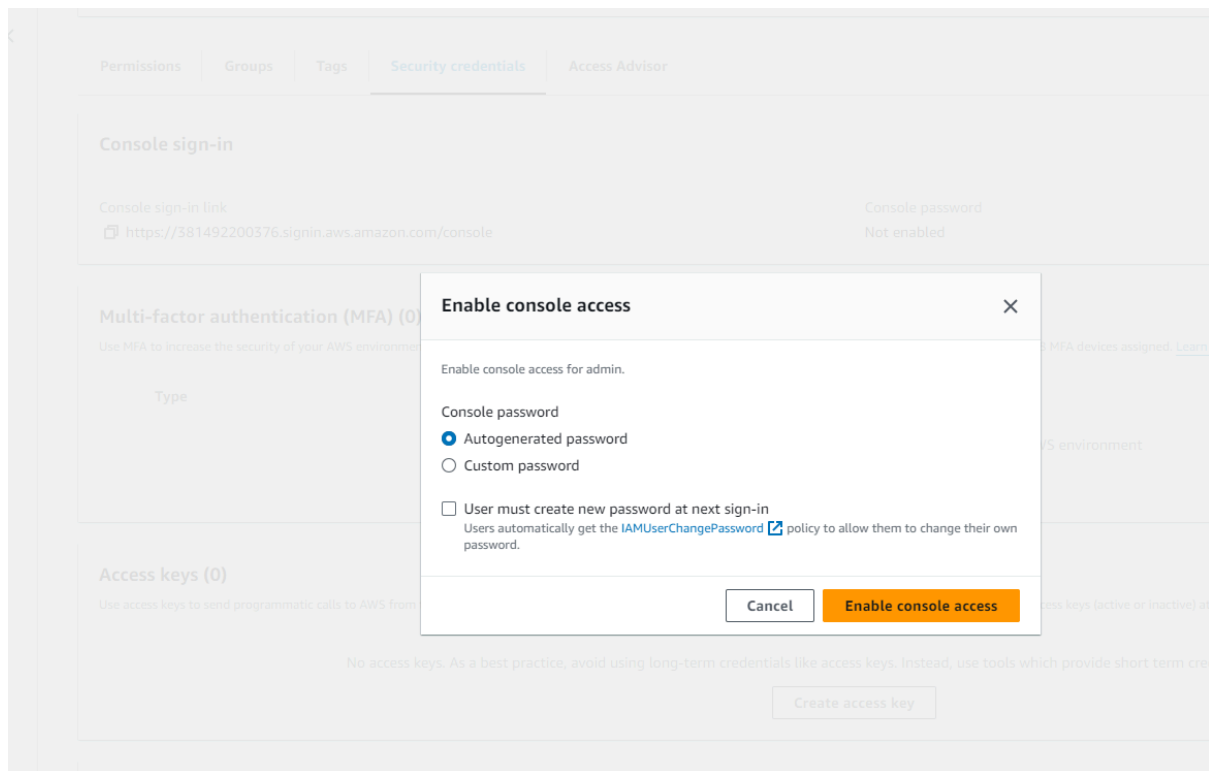 Permissions Groups Tags Security credentials Access Advisor
Console sign-in
Console sign-in link
https://381492200376.signin.aws.amazon.com/console
Console password
Not enabled
Multi-factor authentication (MFA) (0)
Use MFA to increase the security of your AWS
MFA devices assigned. Learn
Type
environment
Enable console access
Enable console access for admin.
Console password
Autogenerated password
Custom password
User must create new password at next sign-in
Users automatically get the IAMUserChangePassword policy to allow them to change their own
password.
Cancel Enable console access
Access keys (0)
Use access keys to send programmatic calls to AWS from
keys (active or inactive)
No access keys. As a best practice, avoid using long-term credentials like access keys. Instead, use tools which provide short term
Create access key